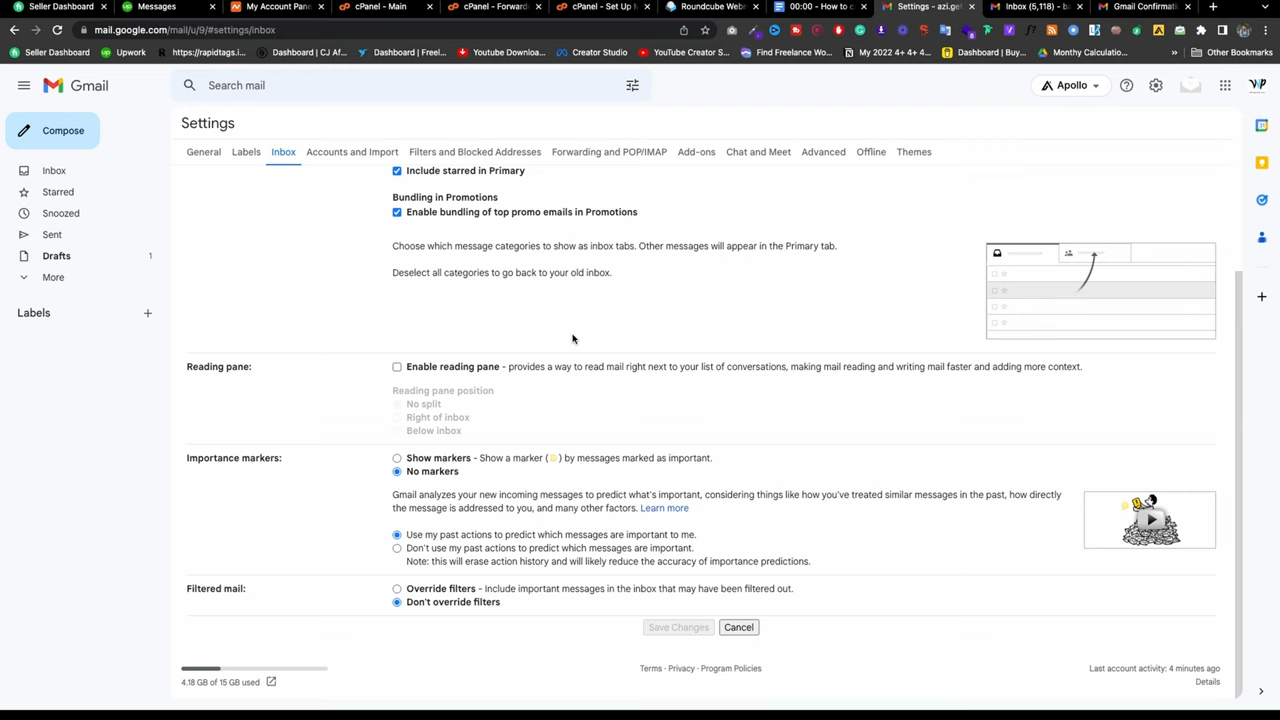 Seller Dashboard
Messages
My Account Pane
cPanel - Main
cPanel - Forward
cPanel - Set Up M
Roundcube Web
00:00 - How to c
Settings - azi.get
Inbox (5,118) - b
Gmail Confirmat
mail.google.com/mail/u/9/#settings/inbox
Seller Dashboard
Upwork
https://rapidtags.i...
Dashboard | CJ Af...
Dashboard | Freel...
Youtube Downloa...
Creator Studio
YouTube Creator S...
Find Freelance Wo...
My 2022 4+ 4+ 4...
Dashboard | Buy...
Monthy Calculatio...
Other Bookmarks
Gmail
Search mail
Apollo
Compose
Settings
General Labels Inbox Accounts and Import Filters and Blocked Addresses Forwarding and POP/IMAP Add-ons Chat and Meet Advanced Offline Themes
Inbox
Starred
Snoozed
Sent
Drafts 1
More
Labels
Include starred in Primary
Bundling in Promotions
Enable bundling of top promo emails in Promotions
Choose which message categories to show as inbox tabs. Other messages will appear in the Primary tab.
Deselect all categories to go back to your old inbox.
Reading pane: Enable reading pane - provides a way to read mail right next to your list of conversations, making mail reading and writing mail faster and adding more context.
Reading pane position
No split
Right of inbox
Below inbox
Importance markers: Show markers - Show a marker ( ) by messages marked as important.
No markers
Gmail analyzes your new incoming messages to predict what's important, considering things like how you've treated similar messages in the past, how directly
the message is addressed to you, and many other factors. Learn more
Use my past actions to predict which messages are important to me.
Don't use my past actions to predict which messages are important.
Note: this will erase action history and will likely reduce the accuracy of importance predictions.
Filtered mail: Override filters - Include important messages in the inbox that may have been filtered out.
Don't override filters
Save Changes Cancel
Terms · Privacy · Program Policies
Last account activity: 4 minutes ago
4.18 GB of 15 GB used
Details